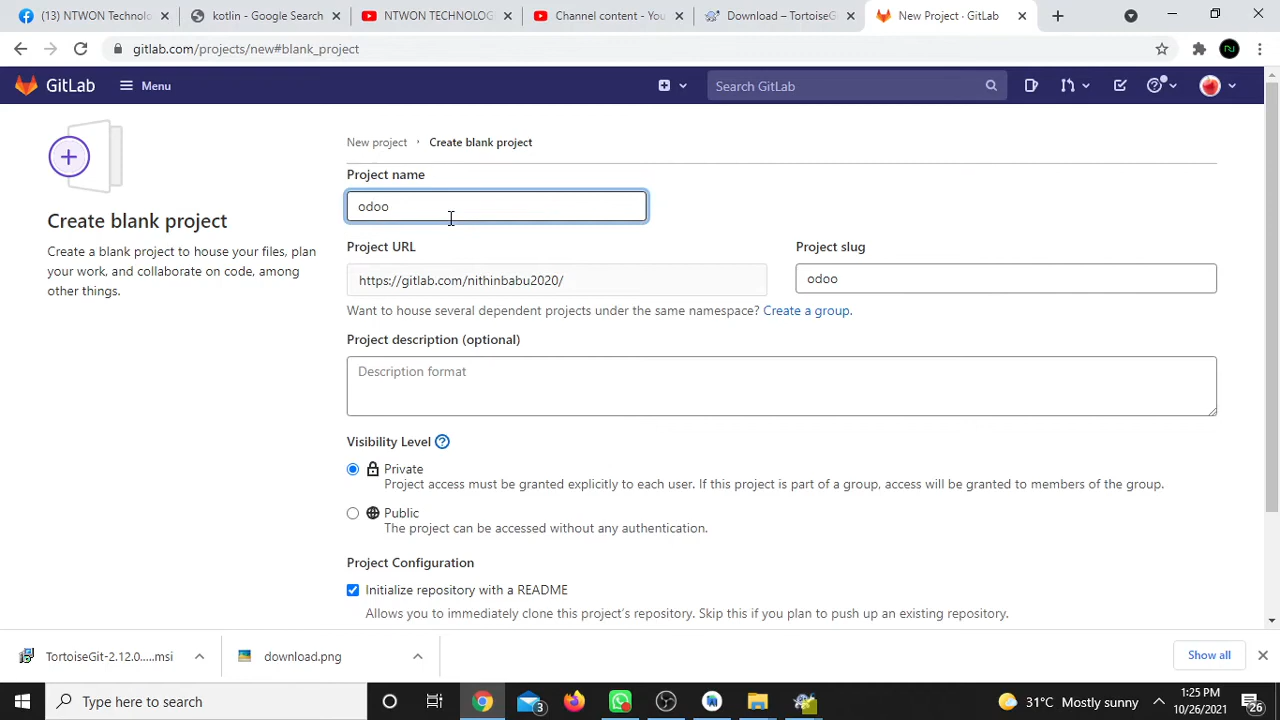 (13) NTWON Technolo
kotlin - Google Search
NTWON TECHNOLOG
Channel content - You
Download – TortoiseG
New Project · GitLab
gitlab.com/projects/new#blank_project
GitLab
Menu
Search GitLab
New project › Create blank project
Project name
odoo
Create blank project
Create a blank project to house your files, plan
your work, and collaborate on code, among
other things.
Project URL
https://gitlab.com/nithinbabu2020/
Project slug
odoo
Want to house several dependent projects under the same namespace? Create a group.
Project description (optional)
Description format
Visibility Level
Private
Project access must be granted explicitly to each user. If this project is part of a group, access will be granted to members of the group.
Public
The project can be accessed without any authentication.
Project Configuration
Initialize repository with a README
Allows you to immediately clone this project's repository. Skip this if you plan to push up an existing repository.
TortoiseGit-2.12.0.....msi
download.png
Show all
Type here to search
3
31°C Mostly sunny
1:25 PM
10/26/2021
26